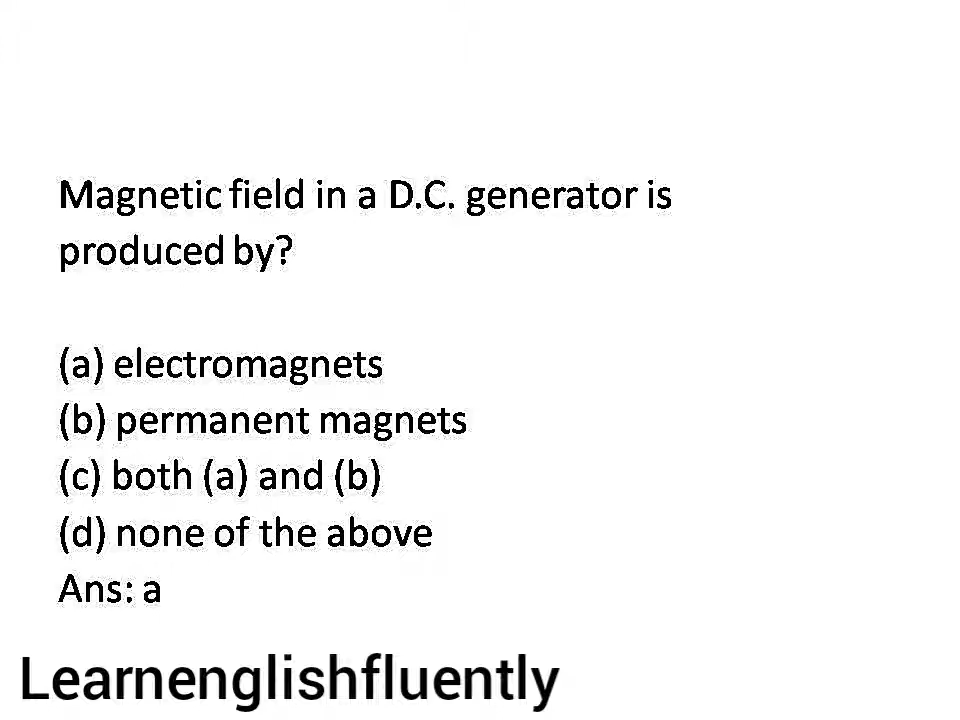 Magnetic field in a D.C. generator is
produced by?
(a) electromagnets
(b) permanent magnets
(c) both (a) and (b)
(d) none of the above
Ans: a
Learnenglishfluently